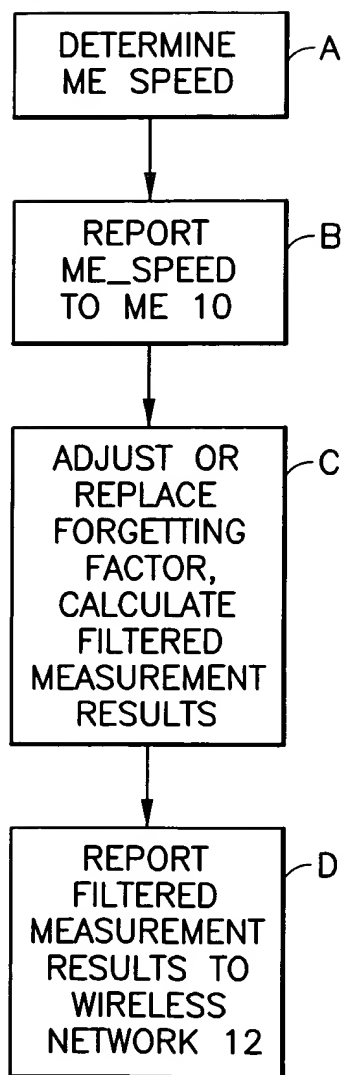 DETERMINE
ME SPEED
A
REPORT
ME_SPEED
TO ME 10
B
ADJUST OR
REPLACE
FORGETTING
FACTOR,
CALCULATE
FILTERED
MEASUREMENT
RESULTS
C
REPORT
FILTERED
MEASUREMENT
RESULTS TO
WIRELESS
NETWORK 12
D